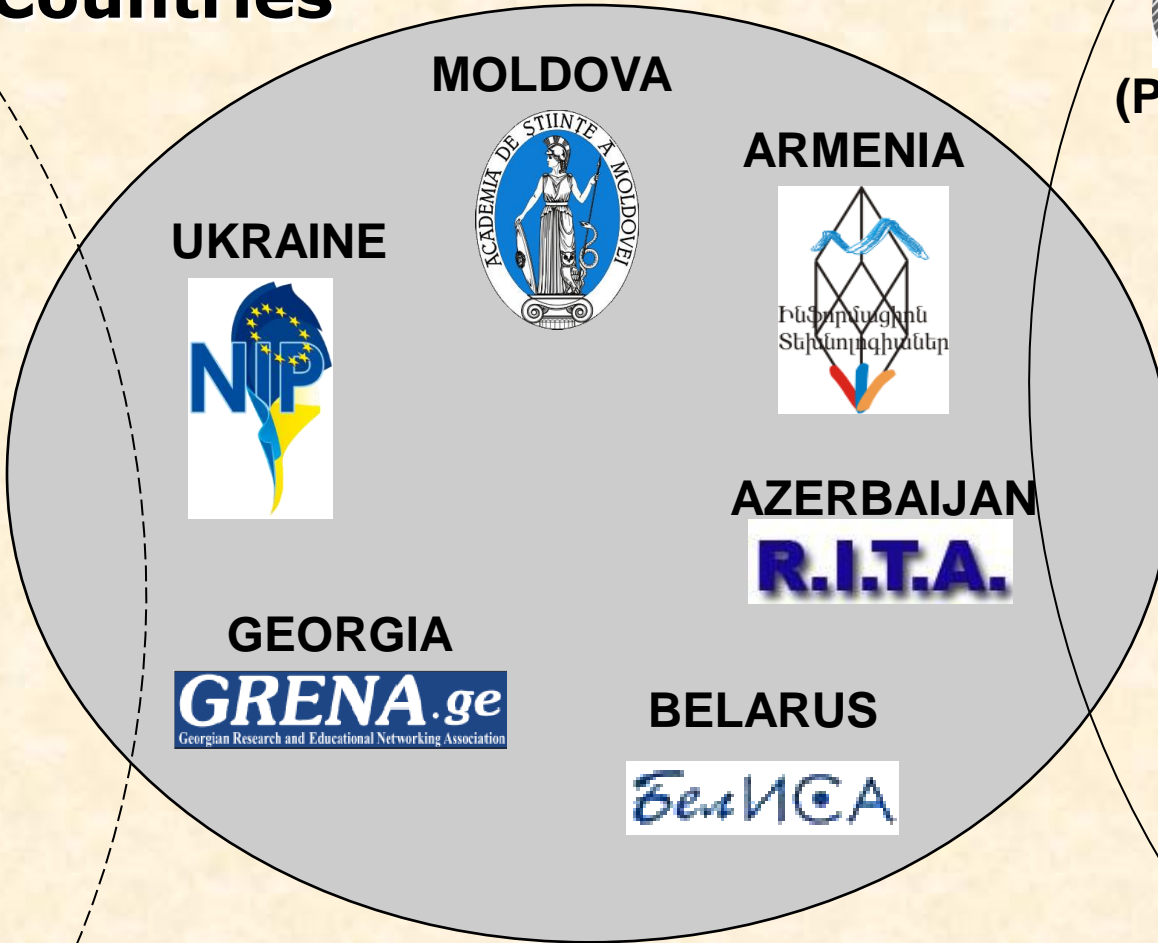 Countries
(P
MOLDOVA
ACADEMIA DE STIINTE A MOLDOVEI
ARMENIA
Ինֆորմացիոն
Տեխնոլոգիաներ
UKRAINE
NIP
AZERBAIJAN
R.I.T.A.
GEORGIA
GRENA.ge
Georgian Research and Educational Networking Association
BELARUS
БелИСА